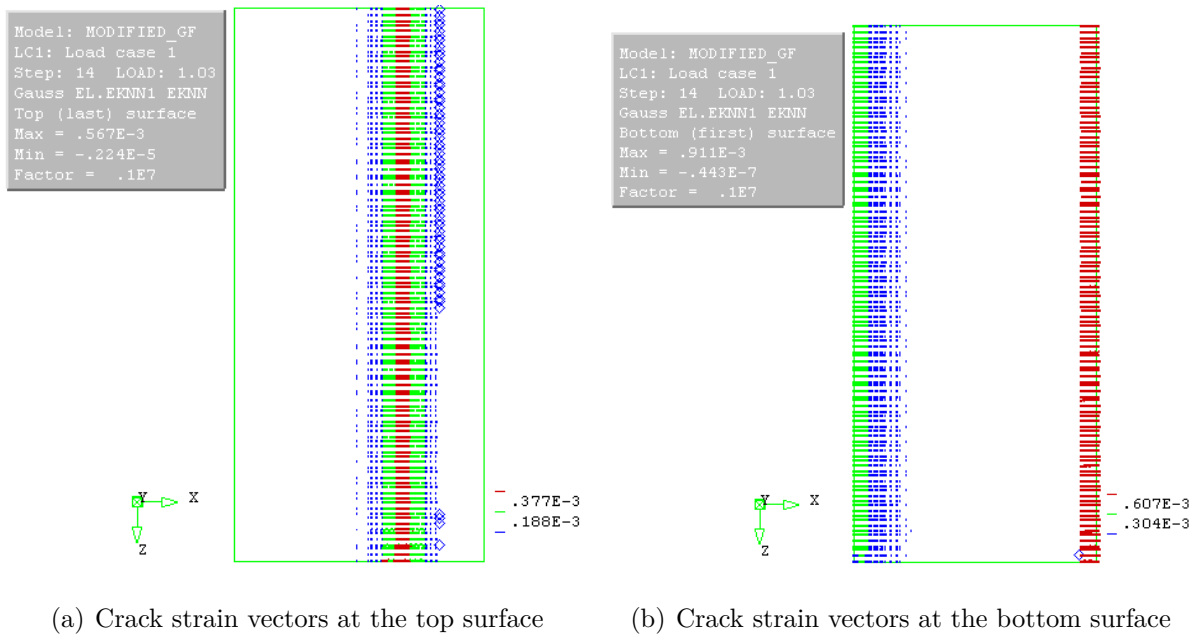 Model: MODIFIED_GF
LC1: Load case 1
Step: 14 LOAD: 1.03
Gauss EL.EKNN1 EKNN
Top (last) surface
Max = .567E-3
Min = -.224E-5
Factor = .1E7
Y X
Z
.377E-3
.188E-3
(a) Crack strain vectors at the top surface
Model: MODIFIED_GF
LC1: Load case 1
Step: 14 LOAD: 1.03
Gauss EL.EKNN1 EKNN
Bottom (first) surface
Max = .911E-3
Min = -.443E-7
Factor = .1E7
Y X
Z
.607E-3
.304E-3
(b) Crack strain vectors at the bottom surface